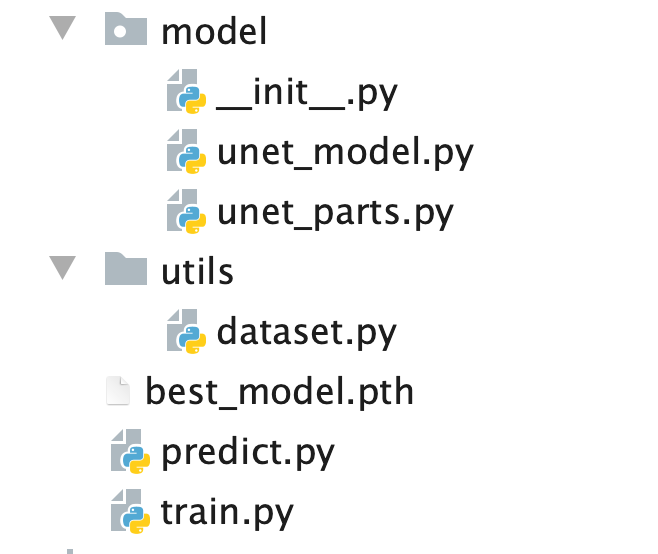 model
__init__.py
unet_model.py
unet_parts.py
utils
dataset.py
best_model.pth
predict.py
train.py